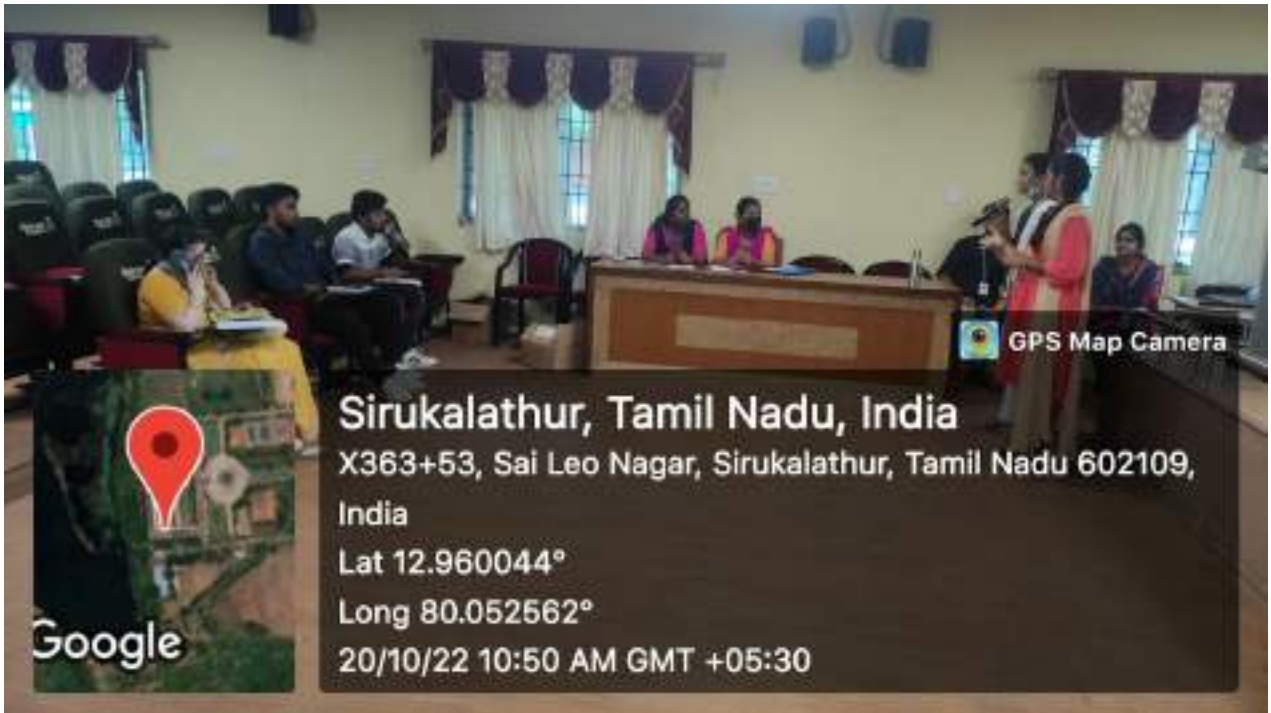 GPS Map Camera
Sirukalathur, Tamil Nadu, India
X363+53, Sai Leo Nagar, Sirukalathur, Tamil Nadu 602109,
India
Lat 12.960044°
Long 80.052562°
20/10/22 10:50 AM GMT +05:30
Google